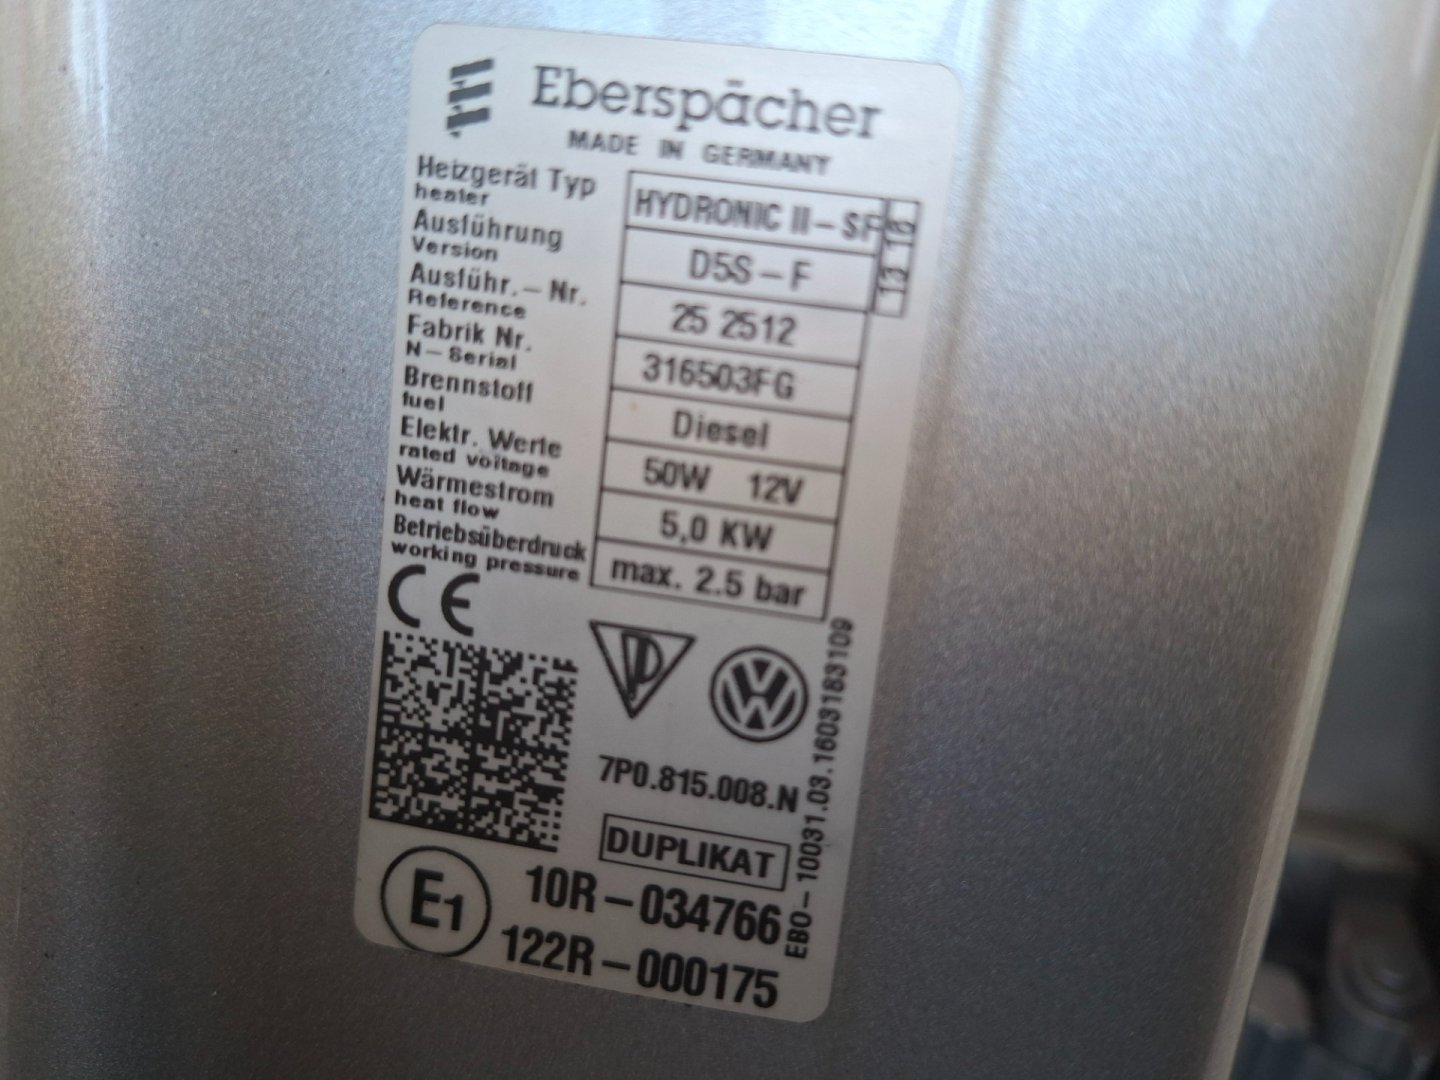 Eberspächer
MADE IN GERMANY
Heizgerät Typ
heater
HYDRONIC II – SF
13 16
Ausführung
Version
D5S – F
Ausführ. – Nr.
Reference
25 2512
Fabrik Nr.
N – Serial
316503FG
Brennstoff
fuel
Diesel
Elektr. Werte
rated voltage
50W 12V
Wärmestrom
heat flow
5,0 KW
Betriebsüberdruck
working pressure
max. 2.5 bar
CE
VW
7P0.815.008.N
DUPLIKAT
EBO – 10031.03.1603183109
E1
10R – 034766
122R – 000175